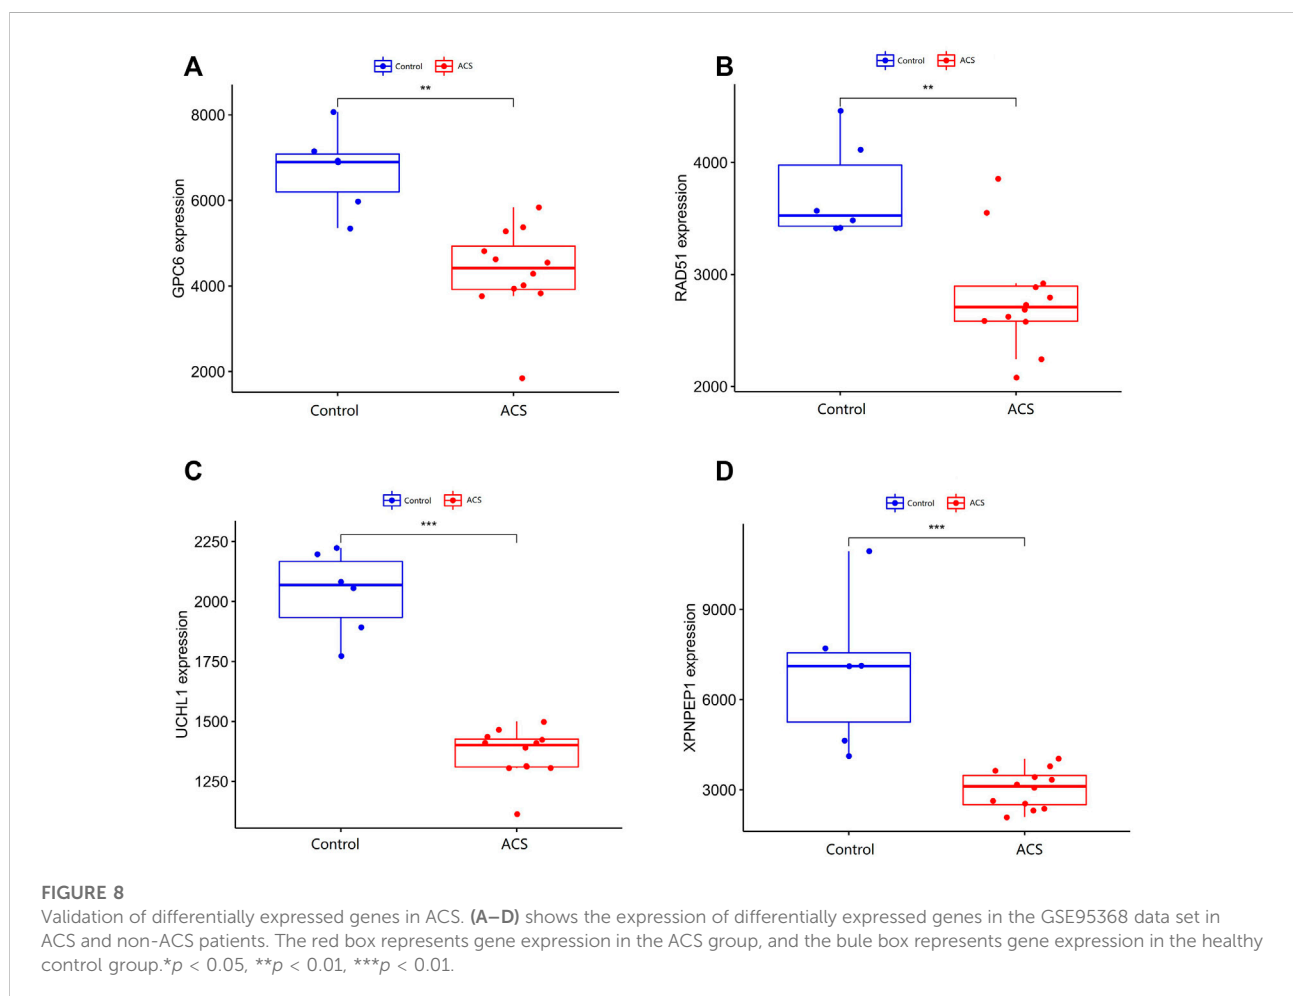 A
Control ACS
**
8000
6000
4000
2000
GPC6 expression
Control ACS
B
Control ACS
**
4000
3000
2000
RAD51 expression
Control ACS
C
Control ACS
***
2250
2000
1750
1500
1250
UCHL1 expression
Control ACS
D
Control ACS
***
9000
6000
3000
XPNPEP1 expression
Control ACS
FIGURE 8
Validation of differentially expressed genes in ACS. (A–D) shows the expression of differentially expressed genes in the GSE95368 data set in
ACS and non-ACS patients. The red box represents gene expression in the ACS group, and the bule box represents gene expression in the healthy
control group.*p < 0.05, **p < 0.01, ***p < 0.01.